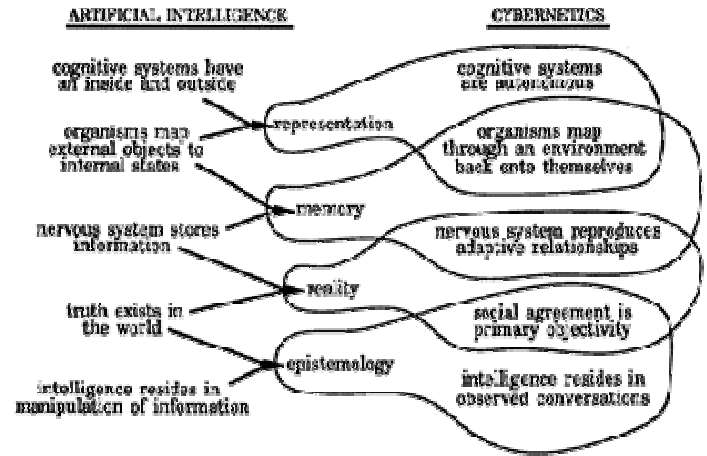 ARTIFICIAL INTELLIGENCE
CYBERNETICS
cognitive systems have
an inside and outside
organisms map
external objects to
internal states
nervous system stores
information
truth exists in
the world
intelligence resides in
manipulation of information
representation
memory
reality
epistemology
cognitive systems
are autonomous
organisms map
through an environment
back onto themselves
nervous system reproduces
adaptive relationships
social agreement is
primary objectivity
intelligence resides in
observed conversations